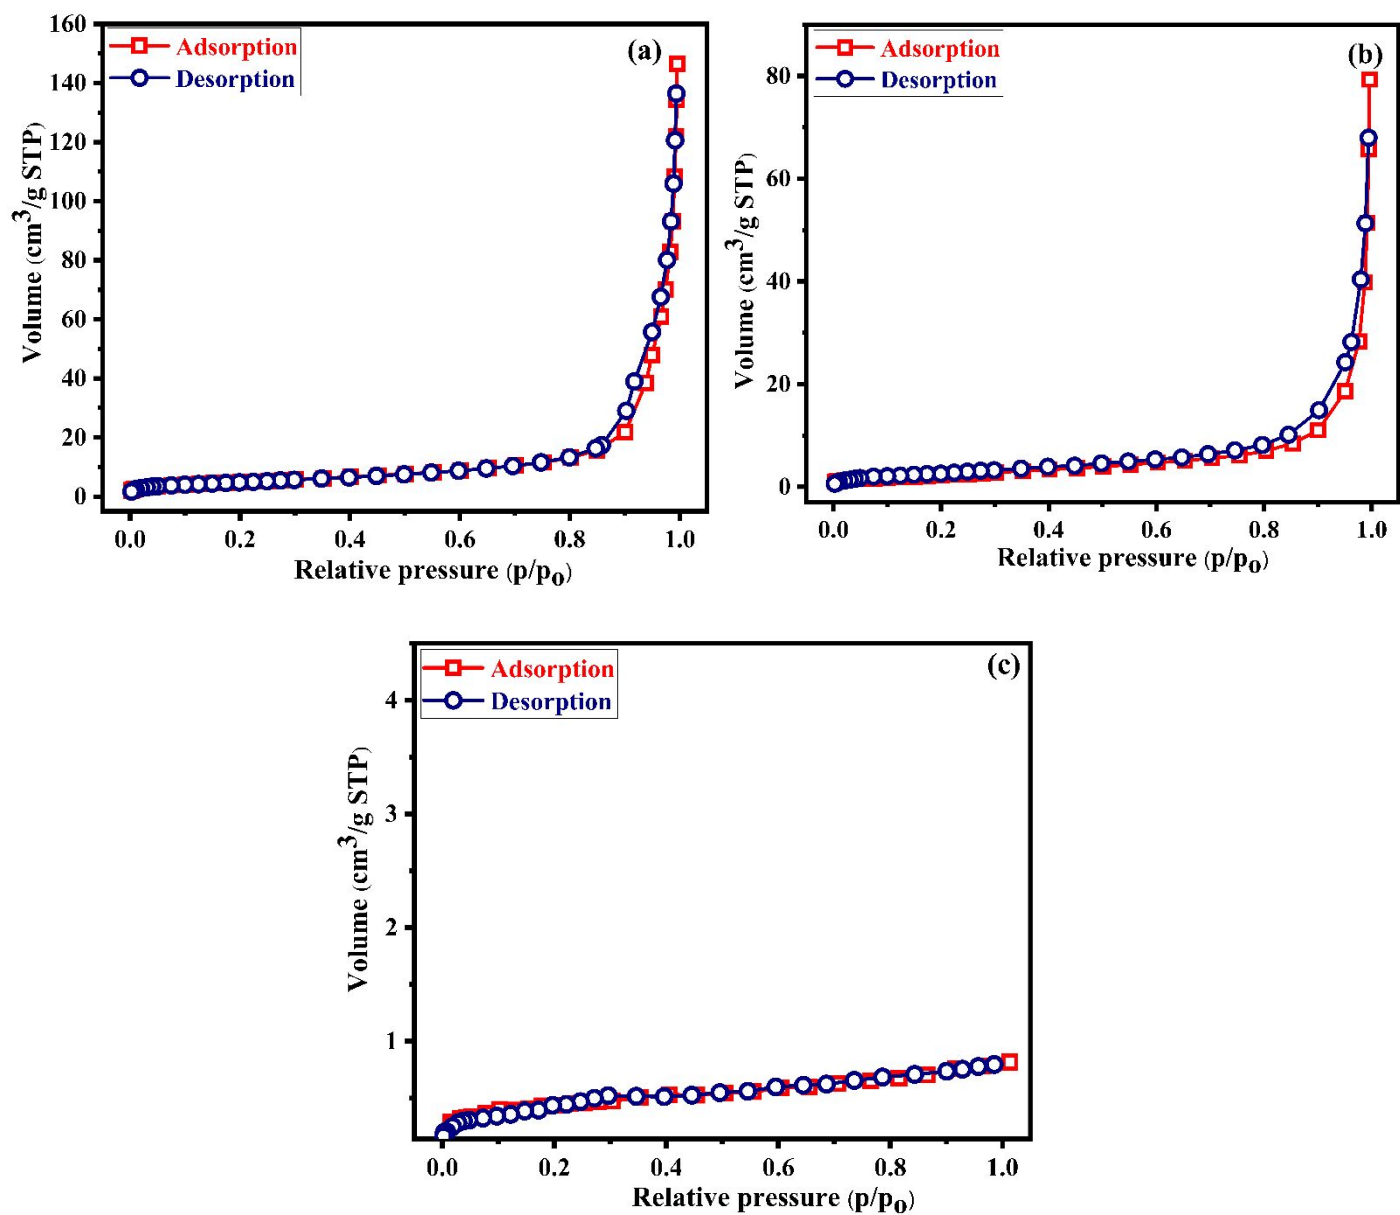 160
140
120
100
80
60
40
20
0
Volume (cm³/g STP)
Adsorption
Desorption
(a)
0.0 0.2 0.4 0.6 0.8 1.0
Relative pressure (p/p₀)
80
60
40
20
0
Volume (cm³/g STP)
Adsorption
Desorption
(b)
0.0 0.2 0.4 0.6 0.8 1.0
Relative pressure (p/p₀)
4
3
2
1
Volume (cm³/g STP)
Adsorption
Desorption
(c)
0.0 0.2 0.4 0.6 0.8 1.0
Relative pressure (p/p₀)